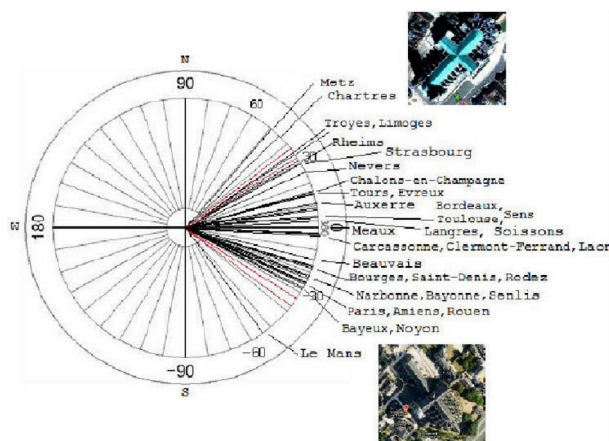 N
90
60
Metz
Chartres
Troyes,Limoges
Rheims
30
Strasbourg
Nevers
Chalons-en-Champagne
Tours,Evreux
Auxerre
Bordeaux,
Toulouse,
Sens
180
Meaux
0
Langres, Soissons
Carcassonne,Clermont-Ferrand,Laon
Beauvais
Bourges,Saint-Denis,Rodez
Narbonne,Bayonne,Senlis
-30
Paris,Amiens,Rouen
Bayeux,Noyon
-60
Le Mans
-90
S